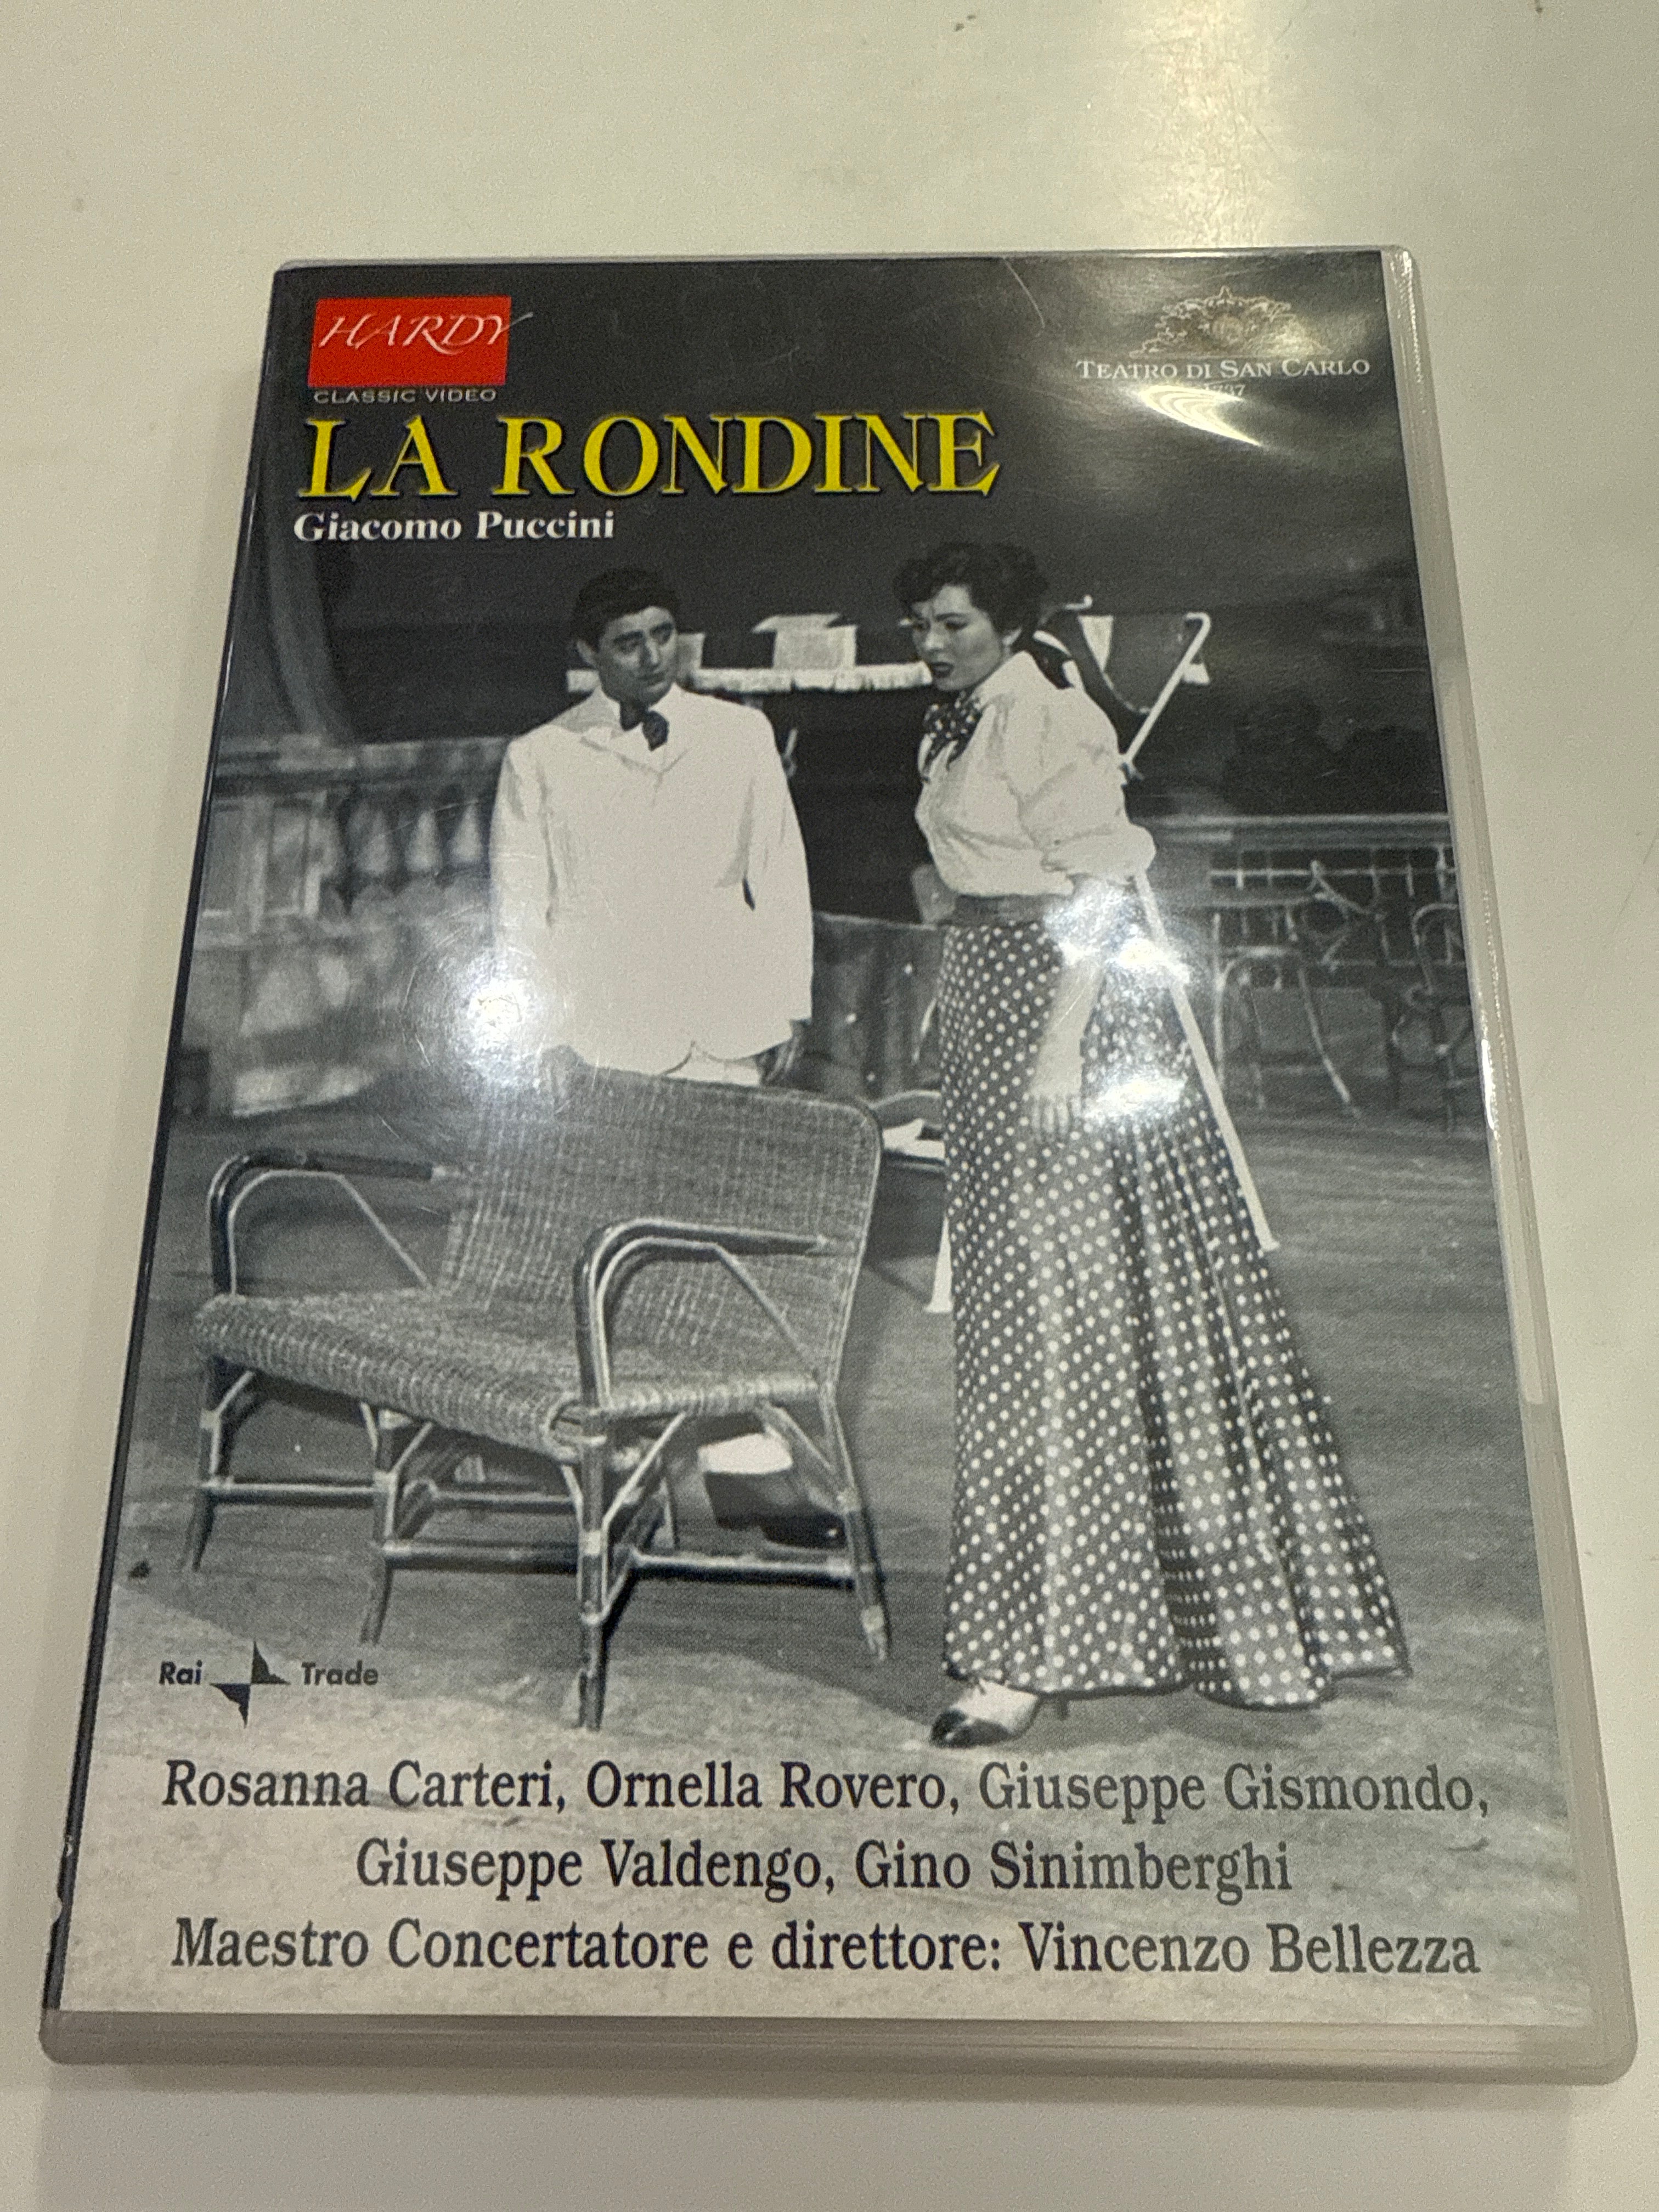 HARDY
CLASSIC VIDEO
TEATRO DI SAN CARLO
LA RONDINE
Giacomo Puccini
Rai Trade
Rosanna Carteri, Ornella Rovero, Giuseppe Gismondo,
Giuseppe Valdengo, Gino Sinimberghi
Maestro Concertatore e direttore: Vincenzo Bellezza